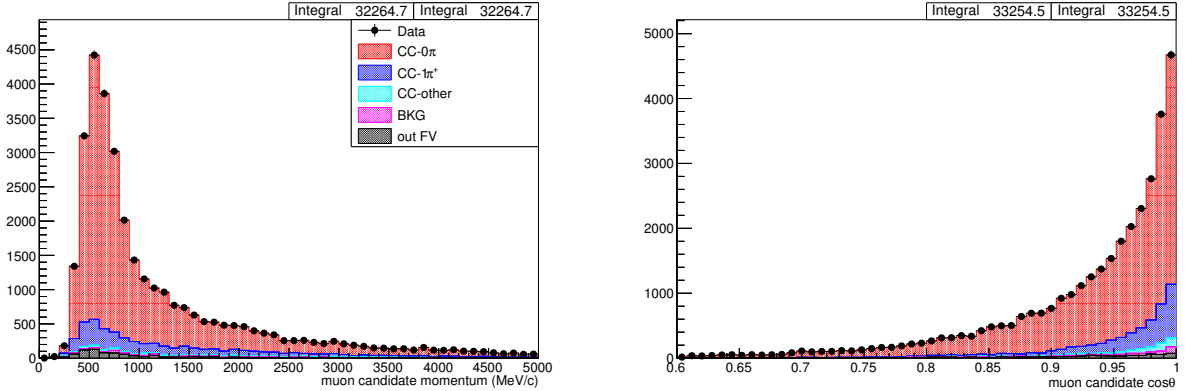 Integral 32264.7 Integral 32264.7
Data
CC-0π
CC-1π⁺
CC-other
BKG
out FV
4500
4000
3500
3000
2500
2000
1500
1000
500
0
0 500 1000 1500 2000 2500 3000 3500 4000 4500 5000
muon candidate momentum (MeV/c)
Integral 33254.5 Integral 33254.5
5000
4000
3000
2000
1000
0
0.6 0.65 0.7 0.75 0.8 0.85 0.9 0.95 1
muon candidate cosθ